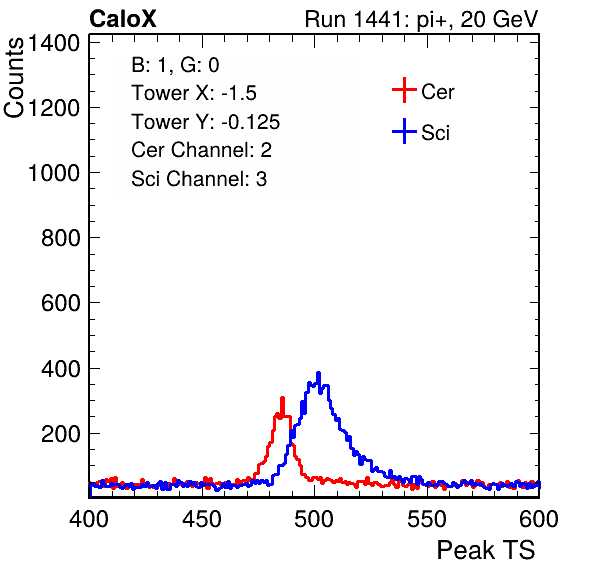 CaloX Run 1441: pi+, 20 GeV
Counts
1400
1200
1000
800
600
400
200
B: 1, G: 0
Tower X: -1.5
Tower Y: -0.125
Cer Channel: 2
Sci Channel: 3
Cer
Sci
400 450 500 550 600
Peak TS